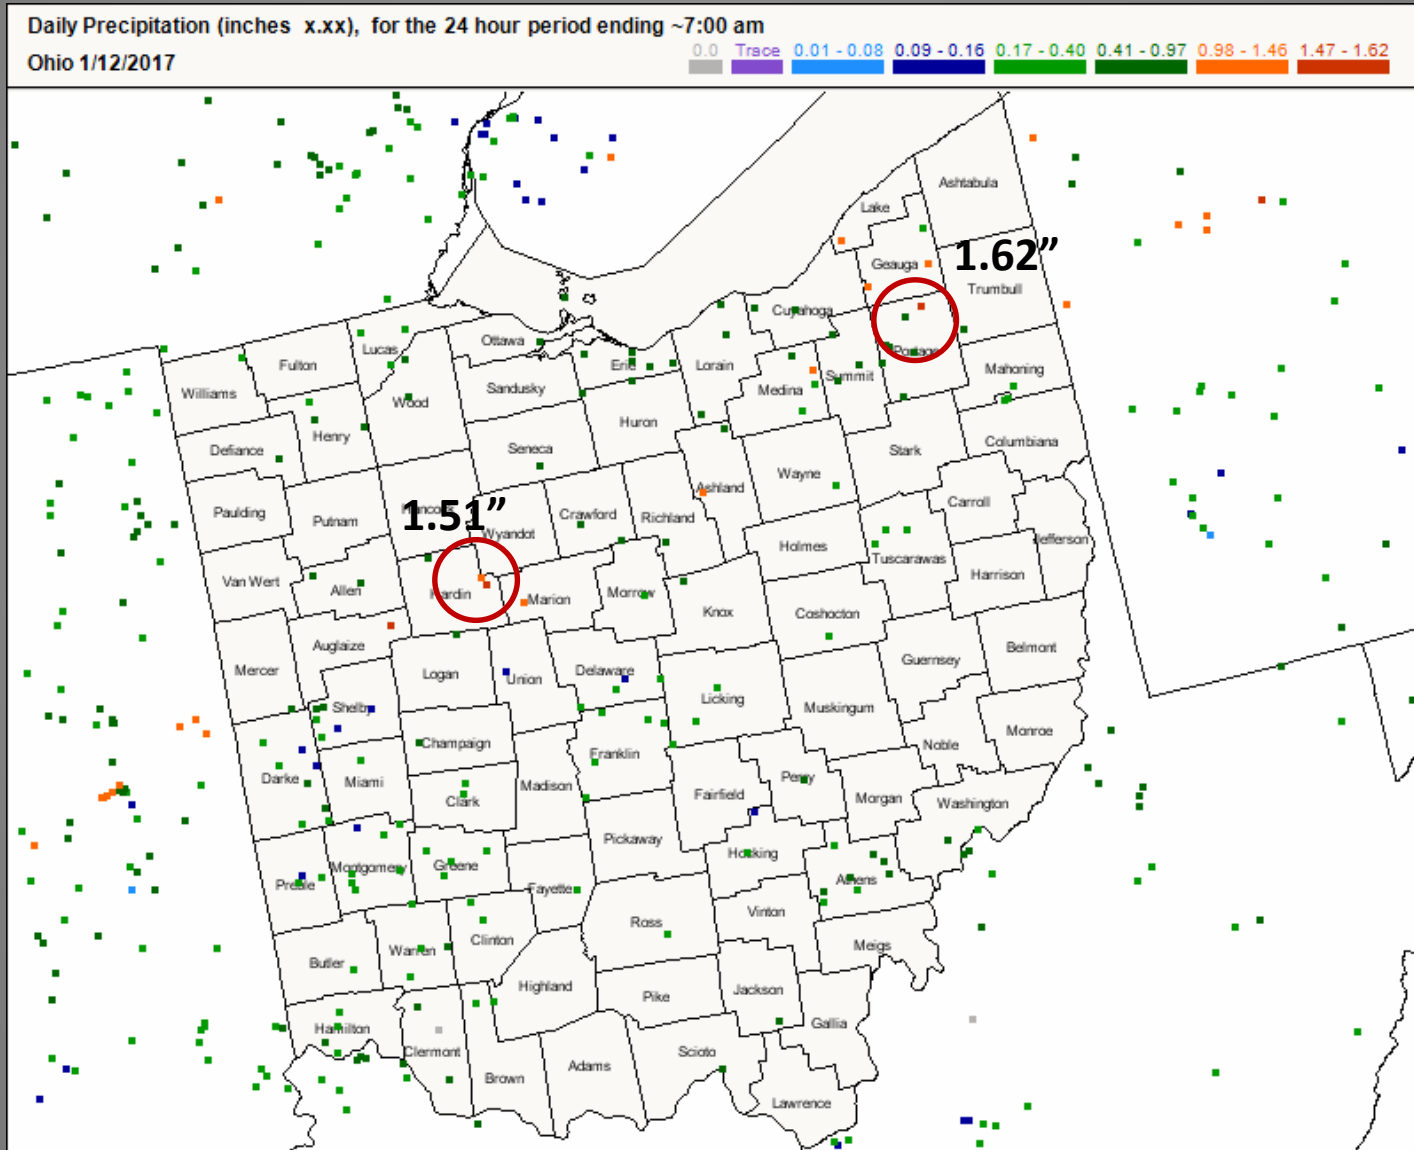 Daily Precipitation (inches x.xx), for the 24 hour period ending ~7:00 am
Ohio 1/12/2017
0.0 Trace 0.01 - 0.08 0.09 - 0.16 0.17 - 0.40 0.41 - 0.97 0.98 - 1.46 1.47 - 1.62
Ashtabula
Lake
Geauga
1.62”
Trumbull
Cuyahoga
Lucas
Ottawa
Portage
Fulton
Erie
Lorain
Mahoning
Williams
Sandusky
Medina
Summit
Wood
Henry
Huron
Defiance
Seneca
Stark
Columbiana
Wayne
Ashland
Paulding
Putnam
Hancock
1.51”
Wyandot
Crawford
Richland
Carroll
Holmes
Jefferson
Tuscarawas
Van Wert
Allen
Hardin
Marion
Morrow
Harrison
Knox
Coshocton
Auglaize
Mercer
Logan
Union
Delaware
Guernsey
Belmont
Licking
Shelby
Muskingum
Champaign
Franklin
Noble
Monroe
Darke
Miami
Madison
Perry
Clark
Fairfield
Morgan
Washington
Pickaway
Hocking
Montgomery
Greene
Preble
Fayette
Athens
Ross
Vinton
Clinton
Warren
Meigs
Butler
Highland
Pike
Jackson
Hamilton
Gallia
Clermont
Scioto
Brown
Adams
Lawrence